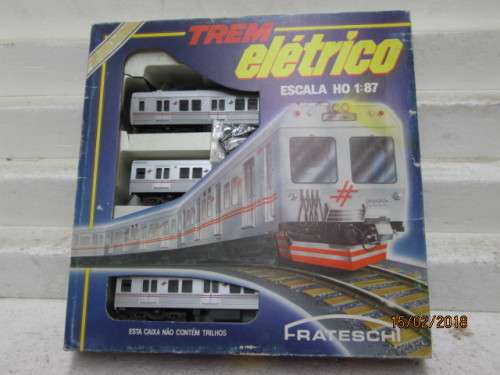 TREM
elétrico
ESCALA HO 1:87
ESTA CAIXA NÃO CONTÉM TRILHOS
FRATESCHI
15/02/2018